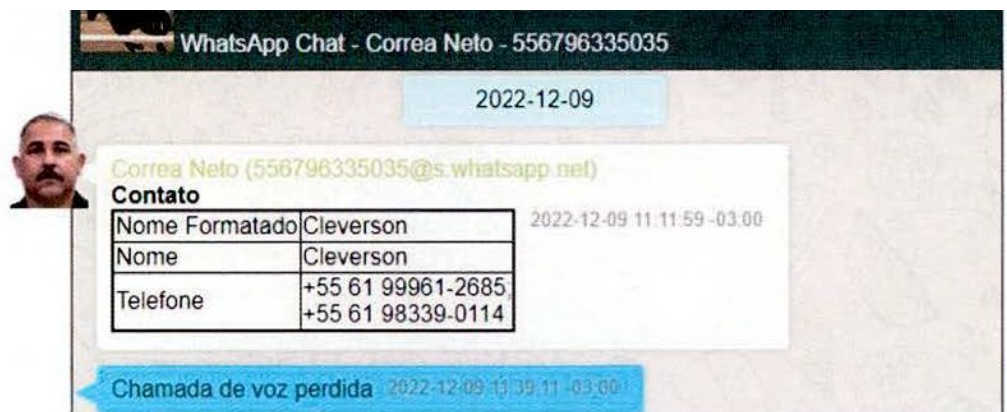 WhatsApp Chat - Correa Neto - 556796335035
2022-12-09
Correa Neto (556796335035@s.whatsapp.net)
Contato
Nome Formatado Cleverson
2022-12-09 11:11:59 -03:00
Nome Cleverson
Telefone +55 61 99961-2685,
+55 61 98339-0114
Chamada de voz perdida 2022-12-09 11:39:11 -03:00